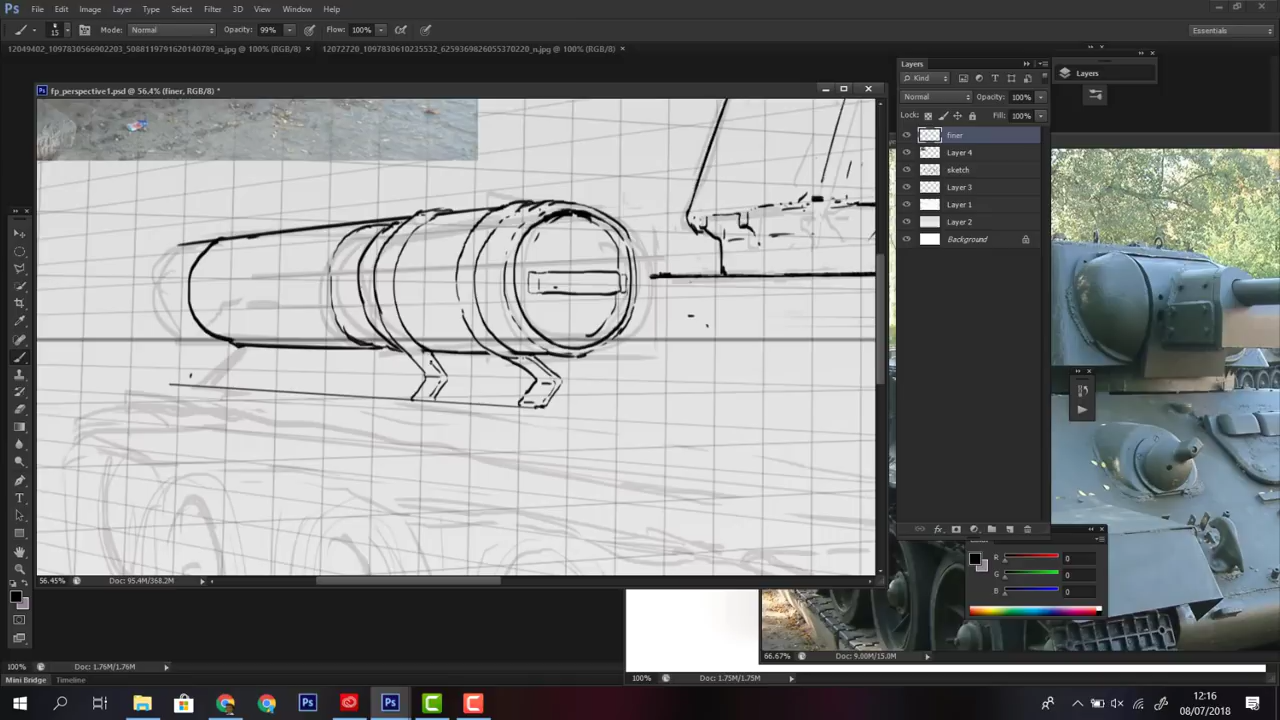 Ps File Edit Image Layer Type Select Filter 3D View Window Help
15 Mode: Normal Opacity: 99% Flow: 100% Essentials
12049402_1097830566902203_5088119791620140789_n.jpg @ 100% (RGB/8) × 12072720_1097830610235532_6259369826055370220_n.jpg @ 100% (RGB/8) ×
fp_perspective1.psd @ 56.4% (finer, RGB/8) *
Layers
Kind
Normal Opacity: 100%
Lock: Fill: 100%
finer
Layer 4
sketch
Layer 3
Layer 1
Layer 2
Background
Layers
R 0
G 0
B 0
56.45% Doc: 95.4M/368.2M
66.67% Doc: 9.00M/15.0M
100% Doc: 1.76M/1.76M
100% Doc: 1.75M/1.75M
Mini Bridge Timeline
Ps Ps
12:16
08/07/2018